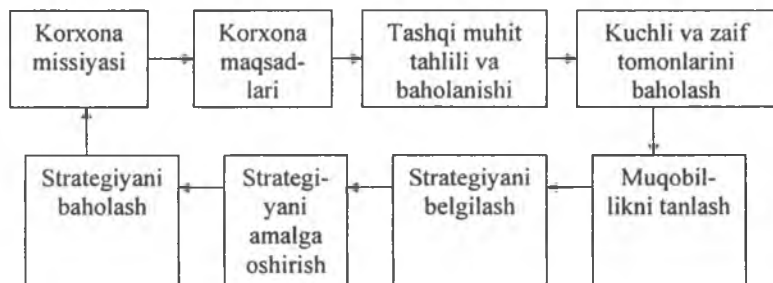 Korxona
missiyasi
Korxona
maqsad-
lari
Tashqi muhit
tahlili va
baholanishi
Kuchli va zaif
tomonlarini
baholash
Strategiyani
baholash
Strategi-
yani
amalga
oshirish
Strategiyani
belgilash
Muqobil-
likni tanlash